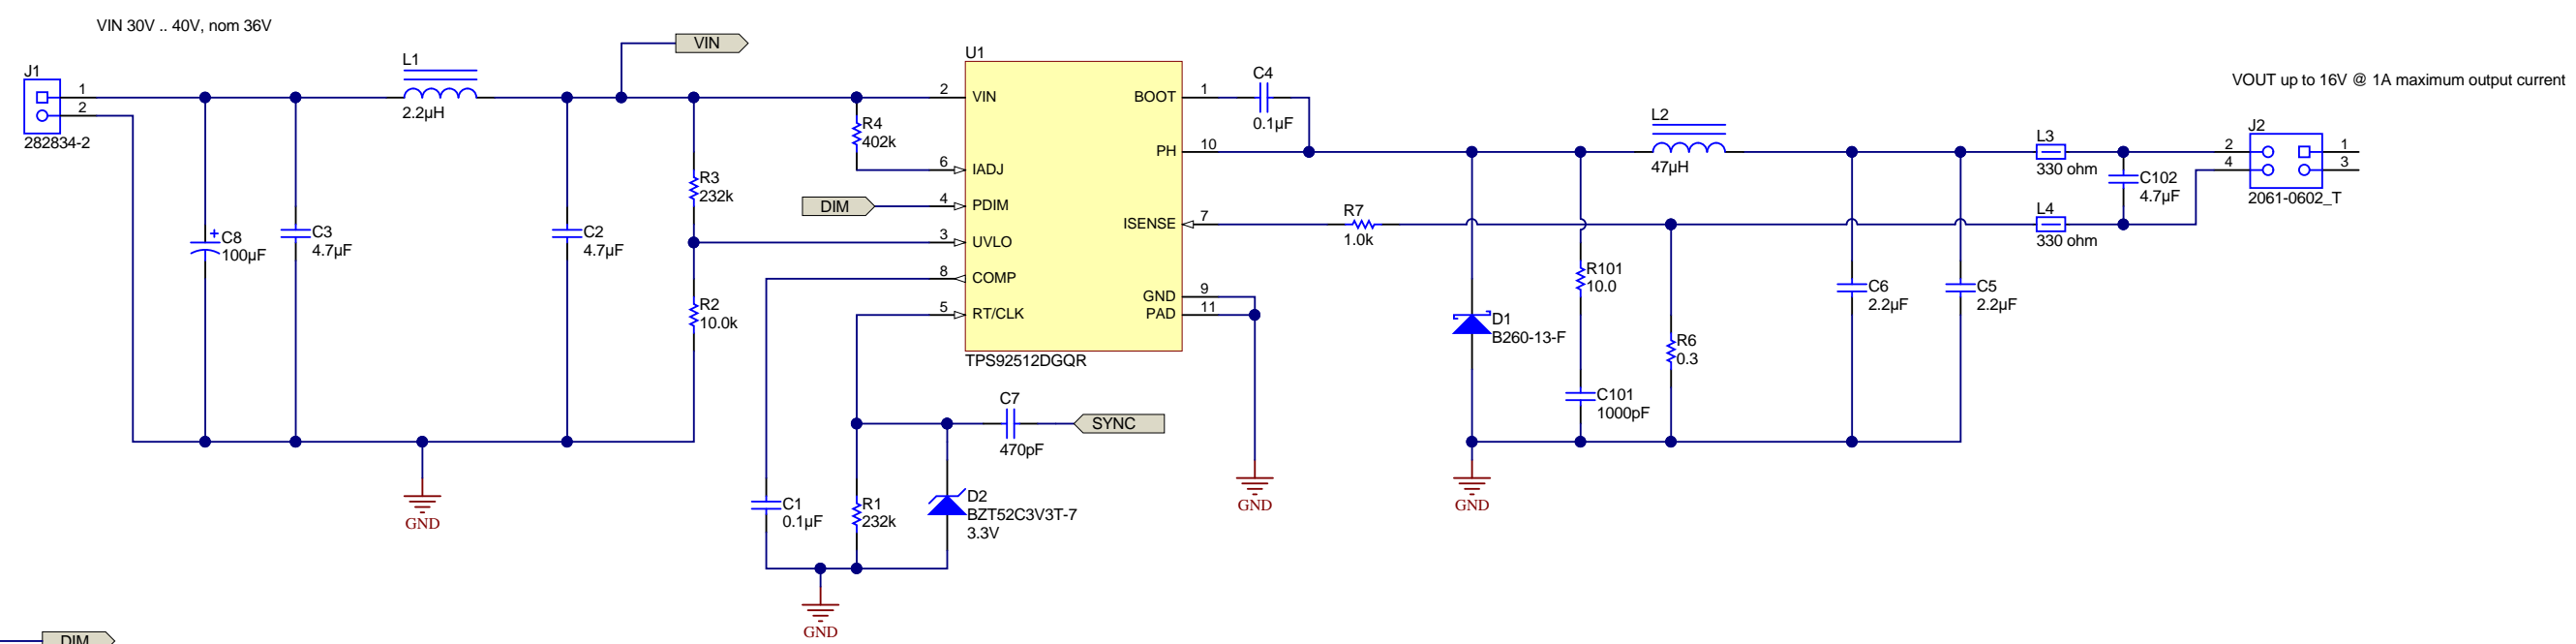 VIN 30V .. 40V, nom 36V
VOUT up to 16V @ 1A maximum output current
J1
1
2
282834-2
C8
100µF
C3
4.7µF
L1
2.2µH
C2
4.7µF
VIN
R3
232k
R2
10.0k
GND
R4
402k
DIM
U1
2 VIN
6 IADJ
4 PDIM
3 UVLO
8 COMP
5 RT/CLK
BOOT 1
PH 10
ISENSE 7
GND 9
PAD 11
TPS92512DGQR
C4
0.1µF
C7
470pF
SYNC
C1
0.1µF
R1
232k
D2
BZT52C3V3T-7
3.3V
GND
GND
R7
1.0k
D1
B260-13-F
GND
R101
10.0
C101
1000pF
L2
47µH
R6
0.3
C6
2.2µF
C5
2.2µF
L3
330 ohm
L4
330 ohm
C102
4.7µF
J2
2 1
4 3
2061-0602_T
DIM